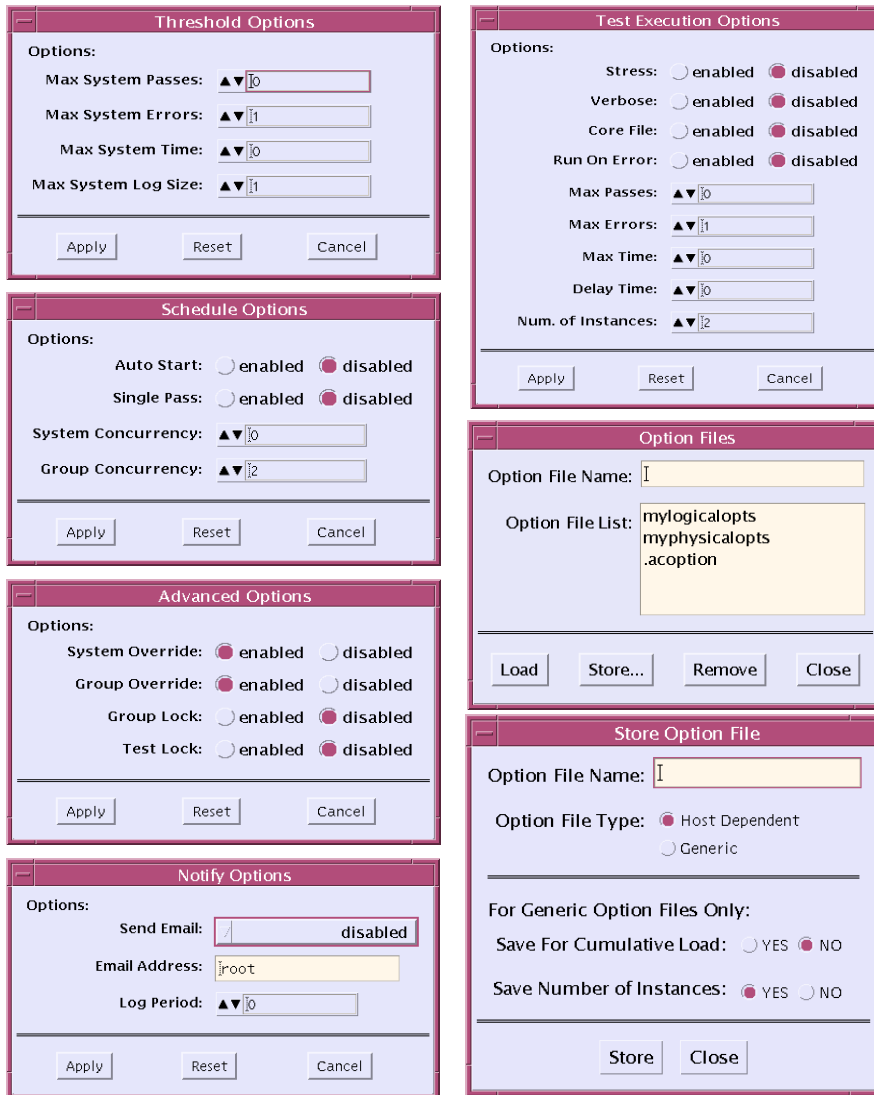 Threshold Options
Options:
Max System Passes: 0
Max System Errors: 1
Max System Time: 0
Max System Log Size: 1
Apply Reset Cancel
Schedule Options
Options:
Auto Start: enabled disabled
Single Pass: enabled disabled
System Concurrency: 0
Group Concurrency: 2
Apply Reset Cancel
Advanced Options
Options:
System Override: enabled disabled
Group Override: enabled disabled
Group Lock: enabled disabled
Test Lock: enabled disabled
Apply Reset Cancel
Notify Options
Options:
Send Email: disabled
Email Address: root
Log Period: 0
Apply Reset Cancel
Test Execution Options
Options:
Stress: enabled disabled
Verbose: enabled disabled
Core File: enabled disabled
Run On Error: enabled disabled
Max Passes: 0
Max Errors: 1
Max Time: 0
Delay Time: 0
Num. of Instances: 2
Apply Reset Cancel
Option Files
Option File Name:
Option File List: mylogicalopts
myphysicalopts
.acoption
Load Store... Remove Close
Store Option File
Option File Name:
Option File Type: Host Dependent
Generic
For Generic Option Files Only:
Save For Cumulative Load: YES NO
Save Number of Instances: YES NO
Store Close